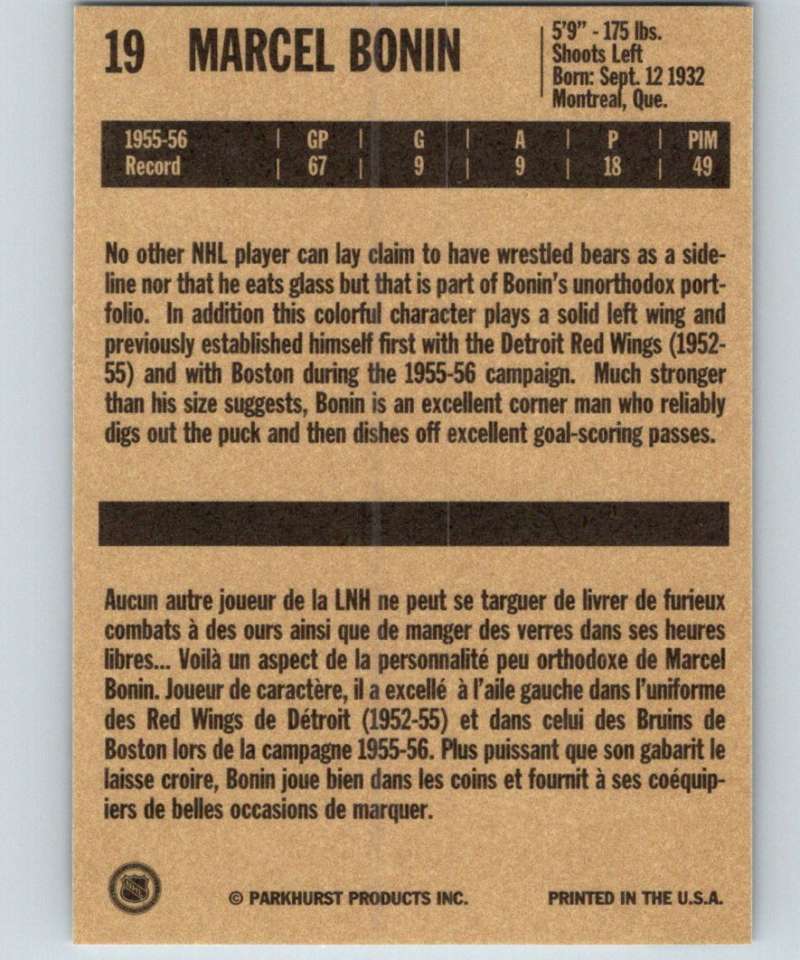 19 MARCEL BONIN
5'9" - 175 lbs.
Shoots Left
Born: Sept. 12 1932
Montreal, Que.
1955-56 | GP | G | A | P | PIM
Record | 67 | 9 | 9 | 18 | 49
No other NHL player can lay claim to have wrestled bears as a side-
line nor that he eats glass but that is part of Bonin's unorthodox port-
folio. In addition this colorful character plays a solid left wing and
previously established himself first with the Detroit Red Wings (1952-
55) and with Boston during the 1955-56 campaign. Much stronger
than his size suggests, Bonin is an excellent corner man who reliably
digs out the puck and then dishes off excellent goal-scoring passes.
Aucun autre joueur de la LNH ne peut se targuer de livrer de furieux
combats à des ours ainsi que de manger des verres dans ses heures
libres... Voilà un aspect de la personnalité peu orthodoxe de Marcel
Bonin. Joueur de caractère, il a excellé à l'aile gauche dans l'uniforme
des Red Wings de Détroit (1952-55) et dans celui des Bruins de
Boston lors de la campagne 1955-56. Plus puissant que son gabarit le
laisse croire, Bonin joue bien dans les coins et fournit à ses coéquip-
iers de belles occasions de marquer.
© PARKHURST PRODUCTS INC. PRINTED IN THE U.S.A.